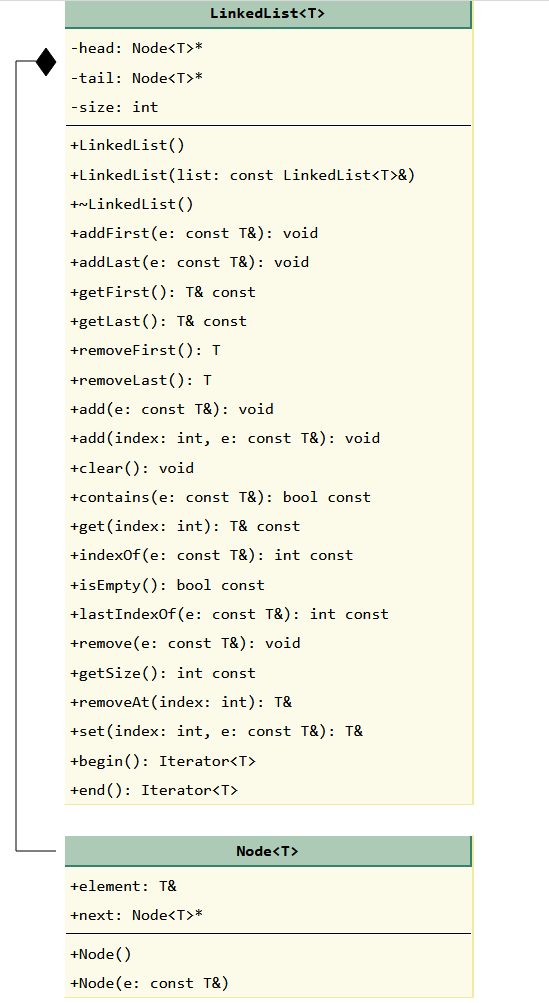 LinkedList<T>
-head: Node<T>*
-tail: Node<T>*
-size: int
+LinkedList()
+LinkedList(list: const LinkedList<T>&)
+~LinkedList()
+addFirst(e: const T&): void
+addLast(e: const T&): void
+getFirst(): T& const
+getLast(): T& const
+removeFirst(): T
+removeLast(): T
+add(e: const T&): void
+add(index: int, e: const T&): void
+clear(): void
+contains(e: const T&): bool const
+get(index: int): T& const
+indexOf(e: const T&): int const
+isEmpty(): bool const
+lastIndexOf(e: const T&): int const
+remove(e: const T&): void
+getSize(): int const
+removeAt(index: int): T&
+set(index: int, e: const T&): T&
+begin(): Iterator<T>
+end(): Iterator<T>
Node<T>
+element: T&
+next: Node<T>*
+Node()
+Node(e: const T&)